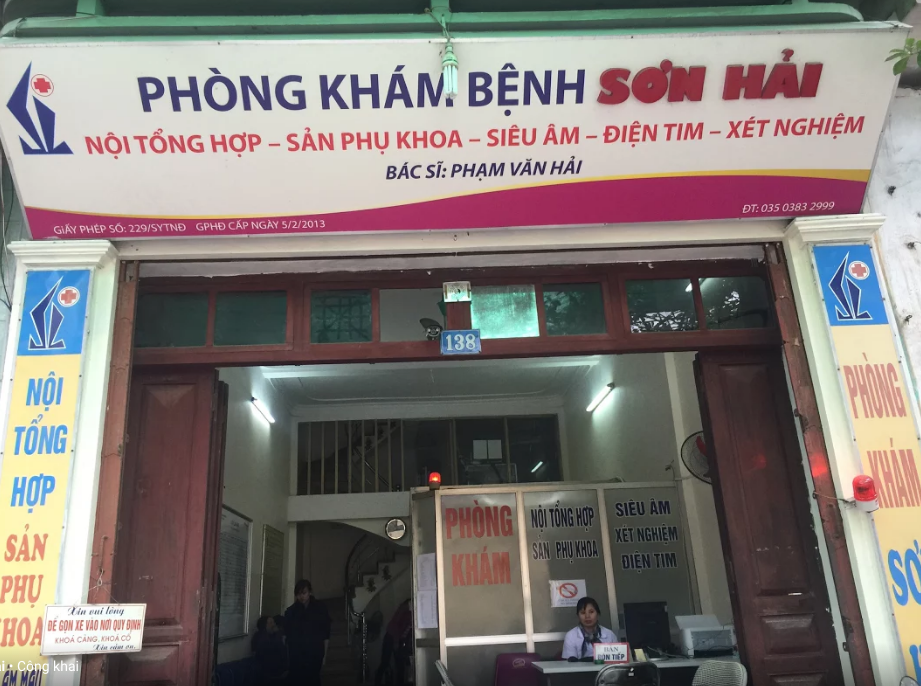 PHÒNG KHÁM BỆNH SƠN HẢI
NỘI TỔNG HỢP – SẢN PHỤ KHOA – SIÊU ÂM – ĐIỆN TIM – XÉT NGHIỆM
BÁC SĨ: PHẠM VĂN HẢI
GIẤY PHÉP SỐ: 229/SYTNĐ GPHĐ CẤP NGÀY 5/2/2013
ĐT: 035 0383 2999
138
NỘI
TỔNG
HỢP
SẢN
PHỤ
KHOA
PHÒNG
KHÁM
PHÒNG
KHÁM
NỘI TỔNG HỢP
SẢN PHỤ KHOA
SIÊU ÂM
XÉT NGHIỆM
ĐIỆN TIM
BÀN
ĐÓN TIẾP
Xin vui lòng
ĐỂ GỌN XE VÀO NƠI QUY ĐỊNH
KHOÁ CÀNG, KHOÁ CỔ
Xin cảm ơn.
Công khai